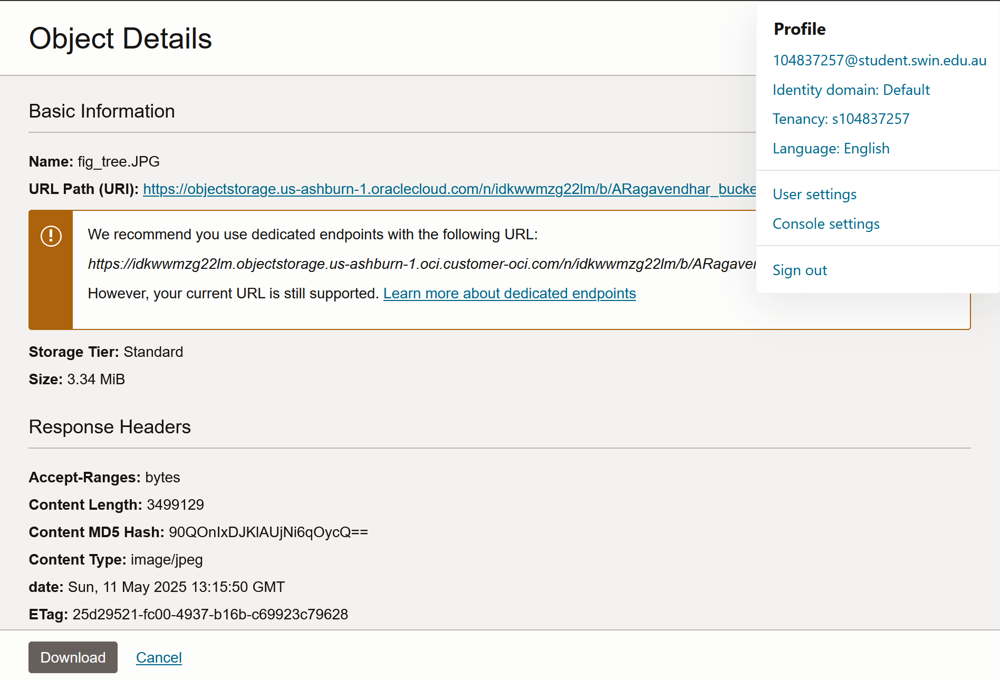 Object Details
Profile
104837257@student.swin.edu.au
Identity domain: Default
Tenancy: s104837257
Language: English
User settings
Console settings
Sign out
Basic Information
Name: fig_tree.JPG
URL Path (URI): https://objectstorage.us-ashburn-1.oraclecloud.com/n/idkwwmzg22lm/b/ARagavendhar_bucke
We recommend you use dedicated endpoints with the following URL:
https://idkwwmzg22lm.objectstorage.us-ashburn-1.oci.customer-oci.com/n/idkwwmzg22lm/b/ARagaver
However, your current URL is still supported. Learn more about dedicated endpoints
Storage Tier: Standard
Size: 3.34 MiB
Response Headers
Accept-Ranges: bytes
Content Length: 3499129
Content MD5 Hash: 90QOnIxDJKlAUjNi6qOycQ==
Content Type: image/jpeg
date: Sun, 11 May 2025 13:15:50 GMT
ETag: 25d29521-fc00-4937-b16b-c69923c79628
Download
Cancel